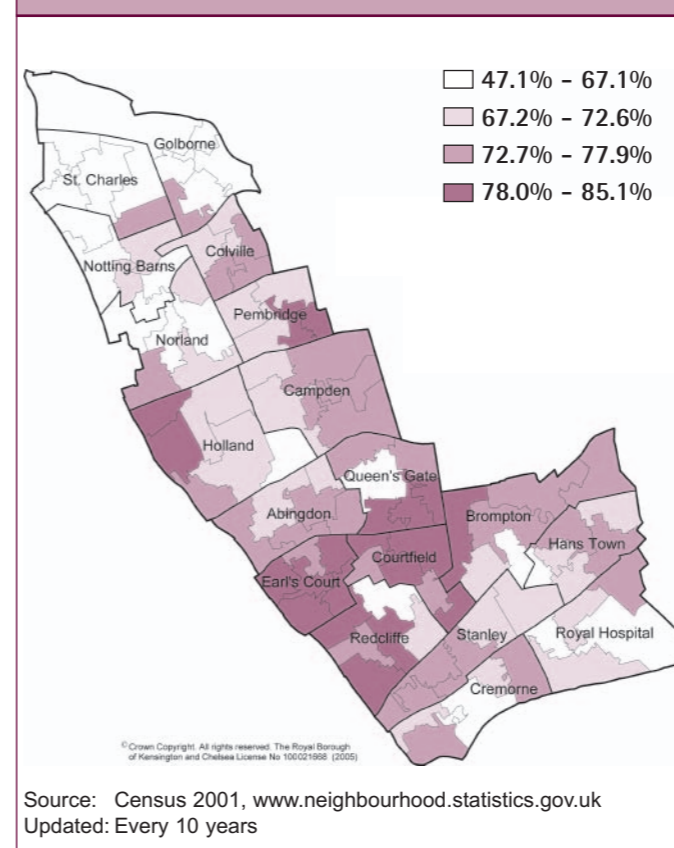 47.1% – 67.1%
67.2% – 72.6%
72.7% – 77.9%
78.0% – 85.1%
Golborne
St. Charles
Colville
Notting Barns
Pembridge
Norland
Campden
Holland
Queen's Gate
Abingdon
Brompton
Hans Town
Courtfield
Earl's Court
Redcliffe
Stanley
Royal Hospital
Cremorne
© Crown Copyright. All rights reserved. The Royal Borough
of Kensington and Chelsea License No 100021668 (2005)
Source: Census 2001, www.neighbourhood.statistics.gov.uk
Updated: Every 10 years